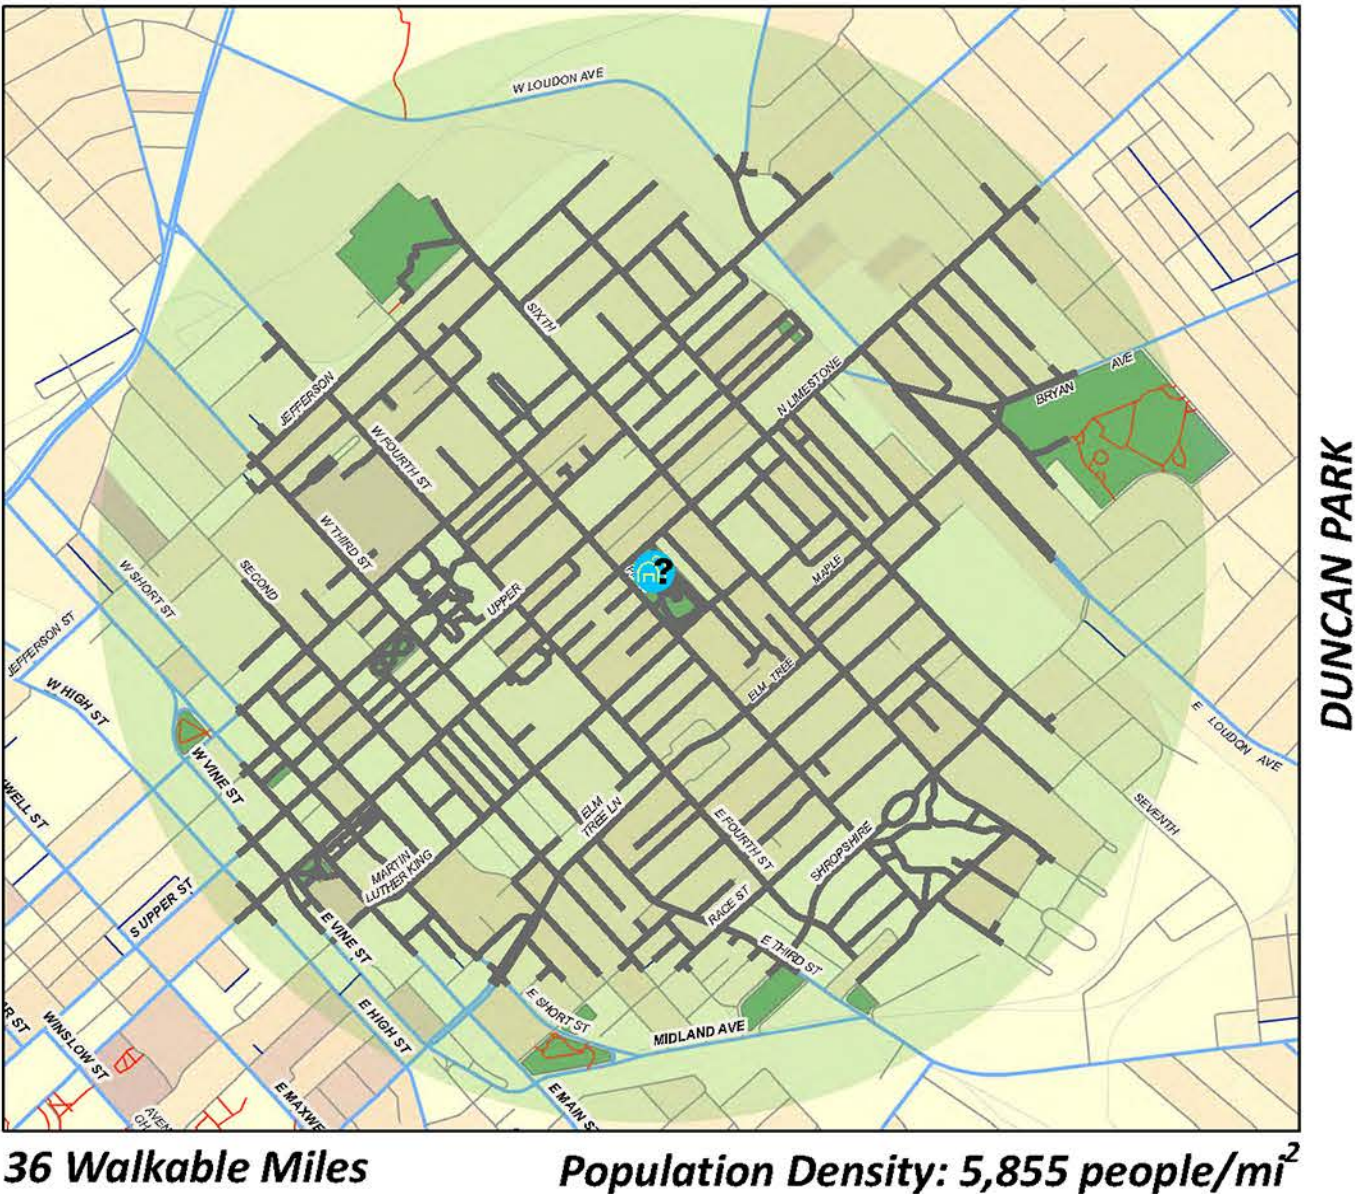 W LOUDON AVE
SIXTH
JEFFERSON
N LIMESTONE
BRYAN
AVE
W FOURTH ST
W THIRD ST
SECOND
W SHORT ST
UPPER
?
MAPLE
JEFFERSON ST
W HIGH ST
ELM TREE
W VINE ST
E LOUDON AVE
SEVENTH
ELM
TREE LN
E FOURTH ST
SHROPSHIRE
MARTIN
LUTHER KING
RACE ST
S UPPER ST
E VINE ST
E THIRD ST
E SHORT ST
E HIGH ST
WINSLOW ST
MIDLAND AVE
E MAIN S
E MAXWE
DUNCAN PARK
36 Walkable Miles
Population Density: 5,855 people/mi²